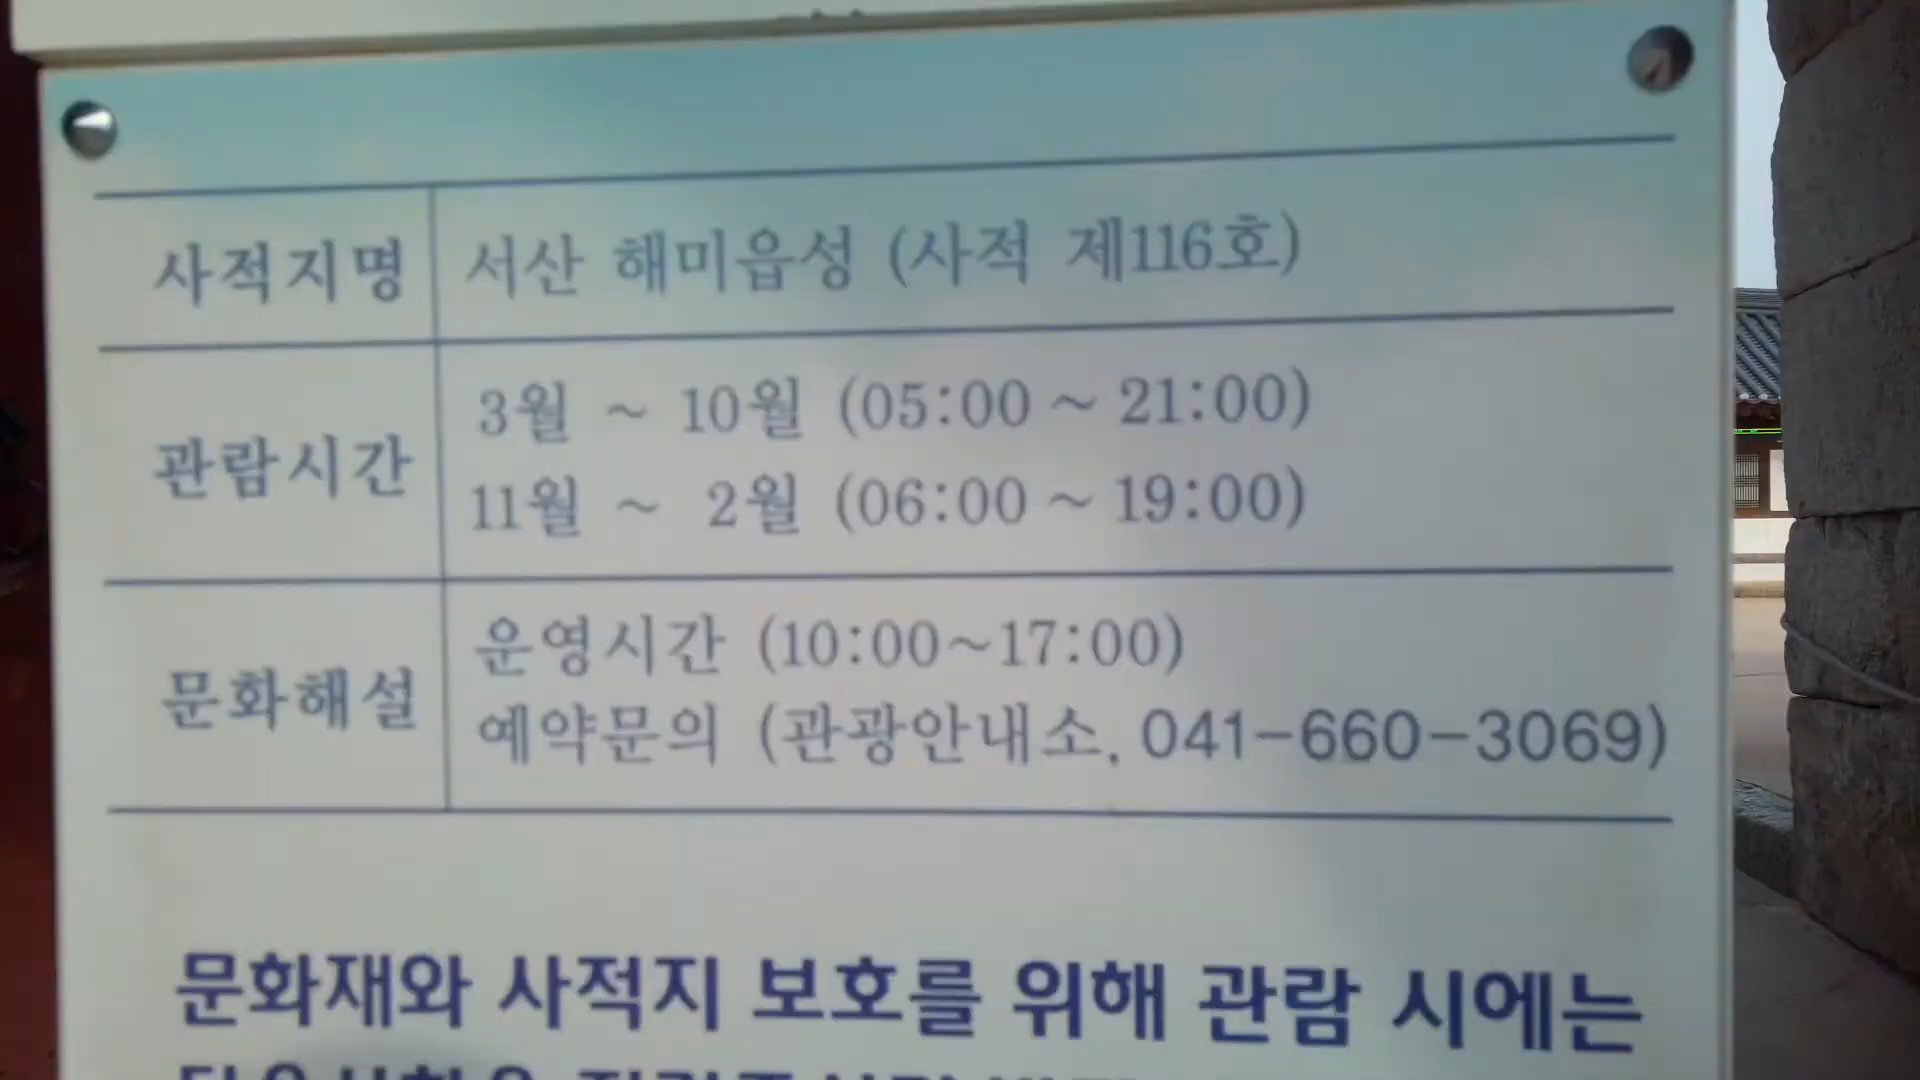 사적지명 서산 해미읍성 (사적 제116호)
관람시간 3월 ~ 10월 (05:00 ~ 21:00)
11월 ~ 2월 (06:00 ~ 19:00)
문화해설 운영시간 (10:00~17:00)
예약문의 (관광안내소, 041-660-3069)
문화재와 사적지 보호를 위해 관람 시에는